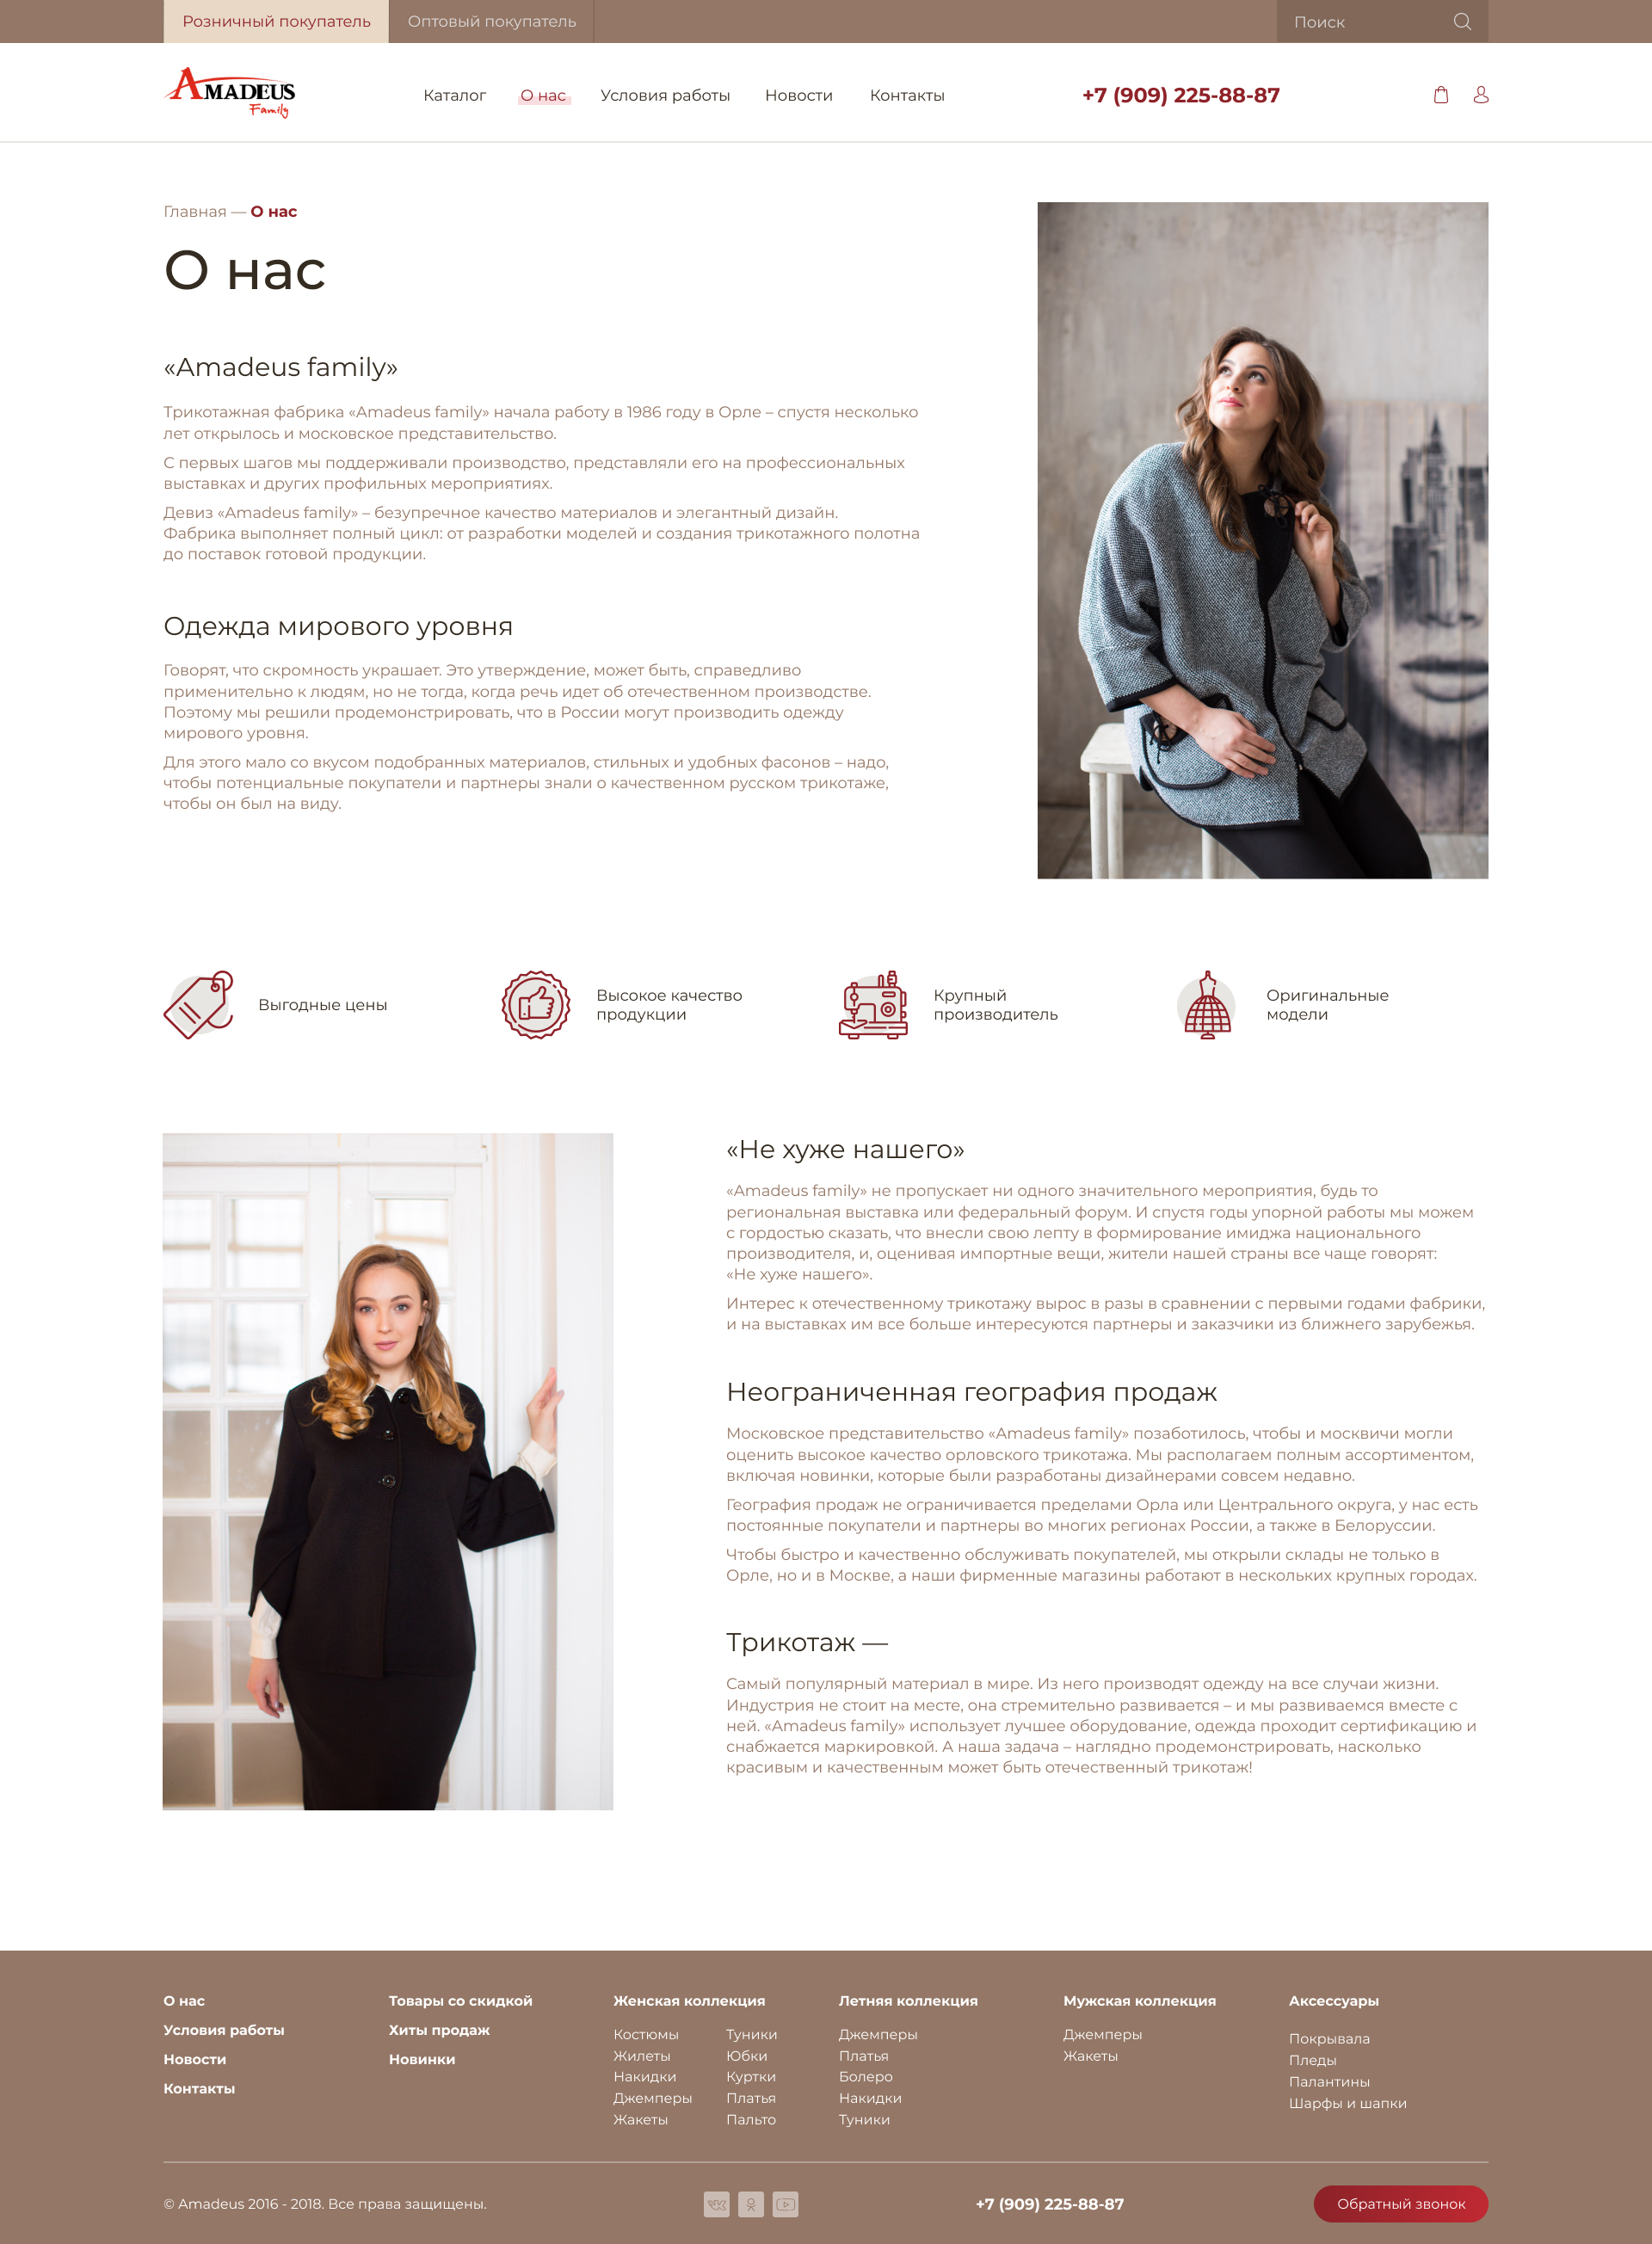 Розничный покупатель
Оптовый покупатель
Поиск
AMADEUS
Family
Каталог
О нас
Условия работы
Новости
Контакты
+7 (909) 225-88-87
Главная — О нас
О нас
«Amadeus family»
Трикотажная фабрика «Amadeus family» начала работу в 1986 году в Орле – спустя несколько
лет открылось и московское представительство.
С первых шагов мы поддерживали производство, представляли его на профессиональных
выставках и других профильных мероприятиях.
Девиз «Amadeus family» – безупречное качество материалов и элегантный дизайн.
Фабрика выполняет полный цикл: от разработки моделей и создания трикотажного полотна
до поставок готовой продукции.
Одежда мирового уровня
Говорят, что скромность украшает. Это утверждение, может быть, справедливо
применительно к людям, но не тогда, когда речь идет об отечественном производстве.
Поэтому мы решили продемонстрировать, что в России могут производить одежду
мирового уровня.
Для этого мало со вкусом подобранных материалов, стильных и удобных фасонов – надо,
чтобы потенциальные покупатели и партнеры знали о качественном русском трикотаже,
чтобы он был на виду.
Выгодные цены
Высокое качество
продукции
Крупный
производитель
Оригинальные
модели
«Не хуже нашего»
«Amadeus family» не пропускает ни одного значительного мероприятия, будь то
региональная выставка или федеральный форум. И спустя годы упорной работы мы можем
с гордостью сказать, что внесли свою лепту в формирование имиджа национального
производителя, и, оценивая импортные вещи, жители нашей страны все чаще говорят:
«Не хуже нашего».
Интерес к отечественному трикотажу вырос в разы в сравнении с первыми годами фабрики,
и на выставках им все больше интересуются партнеры и заказчики из ближнего зарубежья.
Неограниченная география продаж
Московское представительство «Amadeus family» позаботилось, чтобы и москвичи могли
оценить высокое качество орловского трикотажа. Мы располагаем полным ассортиментом,
включая новинки, которые были разработаны дизайнерами совсем недавно.
География продаж не ограничивается пределами Орла или Центрального округа, у нас есть
постоянные покупатели и партнеры во многих регионах России, а также в Белоруссии.
Чтобы быстро и качественно обслуживать покупателей, мы открыли склады не только в
Орле, но и в Москве, а наши фирменные магазины работают в нескольких крупных городах.
Трикотаж —
Самый популярный материал в мире. Из него производят одежду на все случаи жизни.
Индустрия не стоит на месте, она стремительно развивается – и мы развиваемся вместе с
ней. «Amadeus family» использует лучшее оборудование, одежда проходит сертификацию и
снабжается маркировкой. А наша задача – наглядно продемонстрировать, насколько
красивым и качественным может быть отечественный трикотаж!
О нас
Условия работы
Новости
Контакты
Товары со скидкой
Хиты продаж
Новинки
Женская коллекция
Костюмы
Жилеты
Накидки
Джемперы
Жакеты
Туники
Юбки
Куртки
Платья
Пальто
Летняя коллекция
Джемперы
Платья
Болеро
Накидки
Туники
Мужская коллекция
Джемперы
Жакеты
Аксессуары
Покрывала
Пледы
Палантины
Шарфы и шапки
© Amadeus 2016 - 2018. Все права защищены.
+7 (909) 225-88-87
Обратный звонок